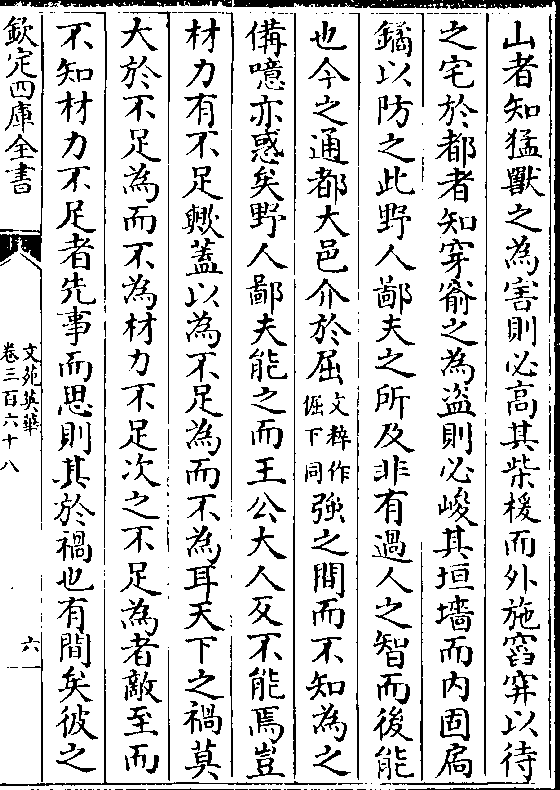 山者知猛獸之為害則必高其柴楥而外施窞穽以待
之宅於都者知穿窬之為盗則必峻其垣墻而内固扃
鐍以防之此野人鄙夫之所及非有過人之智而後能
也今之通都大邑介於屈文粹作倔下同強之間而不知為之
備噫亦惑矣野人鄙夫能之而王公大人反不能焉豈
材力有不足歟蓋以為不足為而不為耳天下之禍莫
大於不足為而不為材力不足次之不足為者敵至而
不知材力不足者先事而思則其於禍也有間矣彼之
欽定四庫全書
文苑英華
卷三百六十八
六